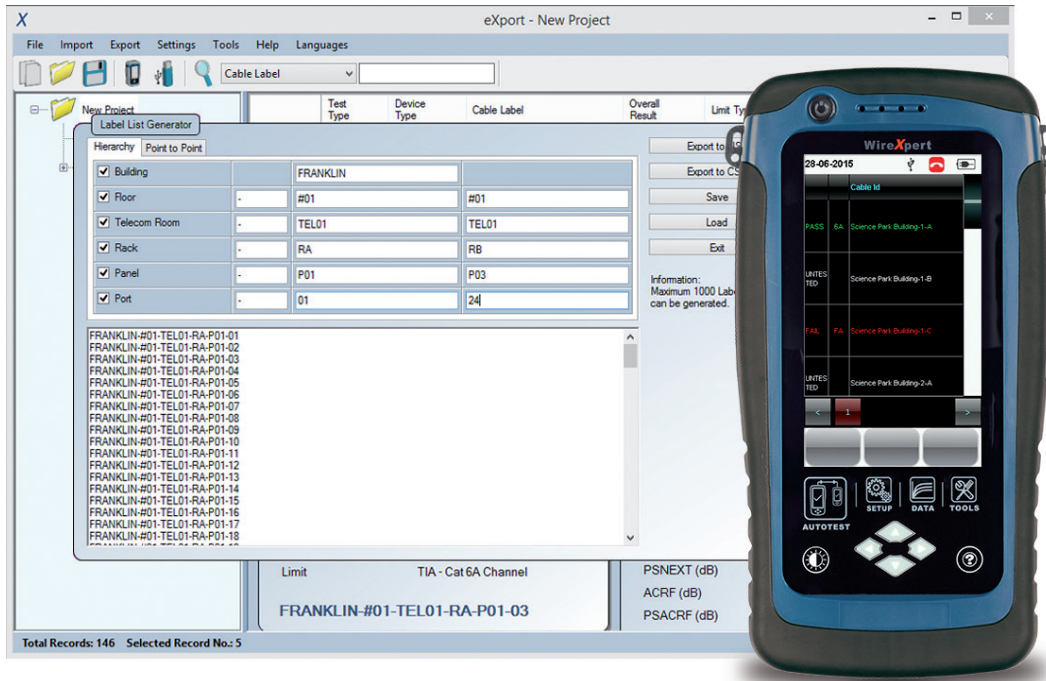 X eXport - New Project
File Import Export Settings Tools Help Languages
Cable Label
New Project
Test Type
Device Type
Cable Label
Overall Result
Limit Ty
Label List Generator
Hierarchy Point to Point
Building FRANKLIN
Floor - #01 #01
Telecom Room - TEL01 TEL01
Rack - RA RB
Panel - P01 P03
Port - 01 24
Export to
Export to CS
Save
Load
Exit
Information:
Maximum 1000 Lab
can be generated.
FRANKLIN-#01-TEL01-RA-P01-01
FRANKLIN-#01-TEL01-RA-P01-02
FRANKLIN-#01-TEL01-RA-P01-03
FRANKLIN-#01-TEL01-RA-P01-04
FRANKLIN-#01-TEL01-RA-P01-05
FRANKLIN-#01-TEL01-RA-P01-06
FRANKLIN-#01-TEL01-RA-P01-07
FRANKLIN-#01-TEL01-RA-P01-08
FRANKLIN-#01-TEL01-RA-P01-09
FRANKLIN-#01-TEL01-RA-P01-10
FRANKLIN-#01-TEL01-RA-P01-11
FRANKLIN-#01-TEL01-RA-P01-12
FRANKLIN-#01-TEL01-RA-P01-13
FRANKLIN-#01-TEL01-RA-P01-14
FRANKLIN-#01-TEL01-RA-P01-15
FRANKLIN-#01-TEL01-RA-P01-16
FRANKLIN-#01-TEL01-RA-P01-17
FRANKLIN-#01-TEL01-RA-P01-18
Limit TIA - Cat 6A Channel
FRANKLIN-#01-TEL01-RA-P01-03
PSNEXT (dB)
ACRF (dB)
PSACRF (dB)
Total Records: 146 Selected Record No.: 5
WireXpert
28-06-2015
Cable Id
PASS 6A Science Park Building-1-A
UNTES
TED Science Park Building-1-B
FAIL FA Science Park Building-1-C
UNTES
TED Science Park Building-2-A
< 1 >
AUTOTEST
SETUP
DATA
TOOLS
?